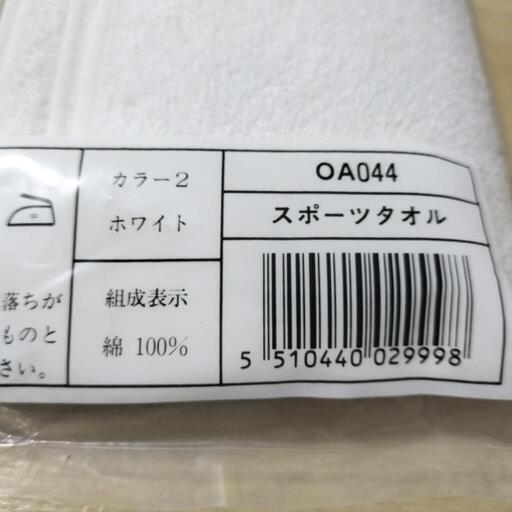 カラー2
ホワイト
組成表示
綿 100%
OA044
スポーツタオル
5 510440 029998
落ちが
ものと
さい。